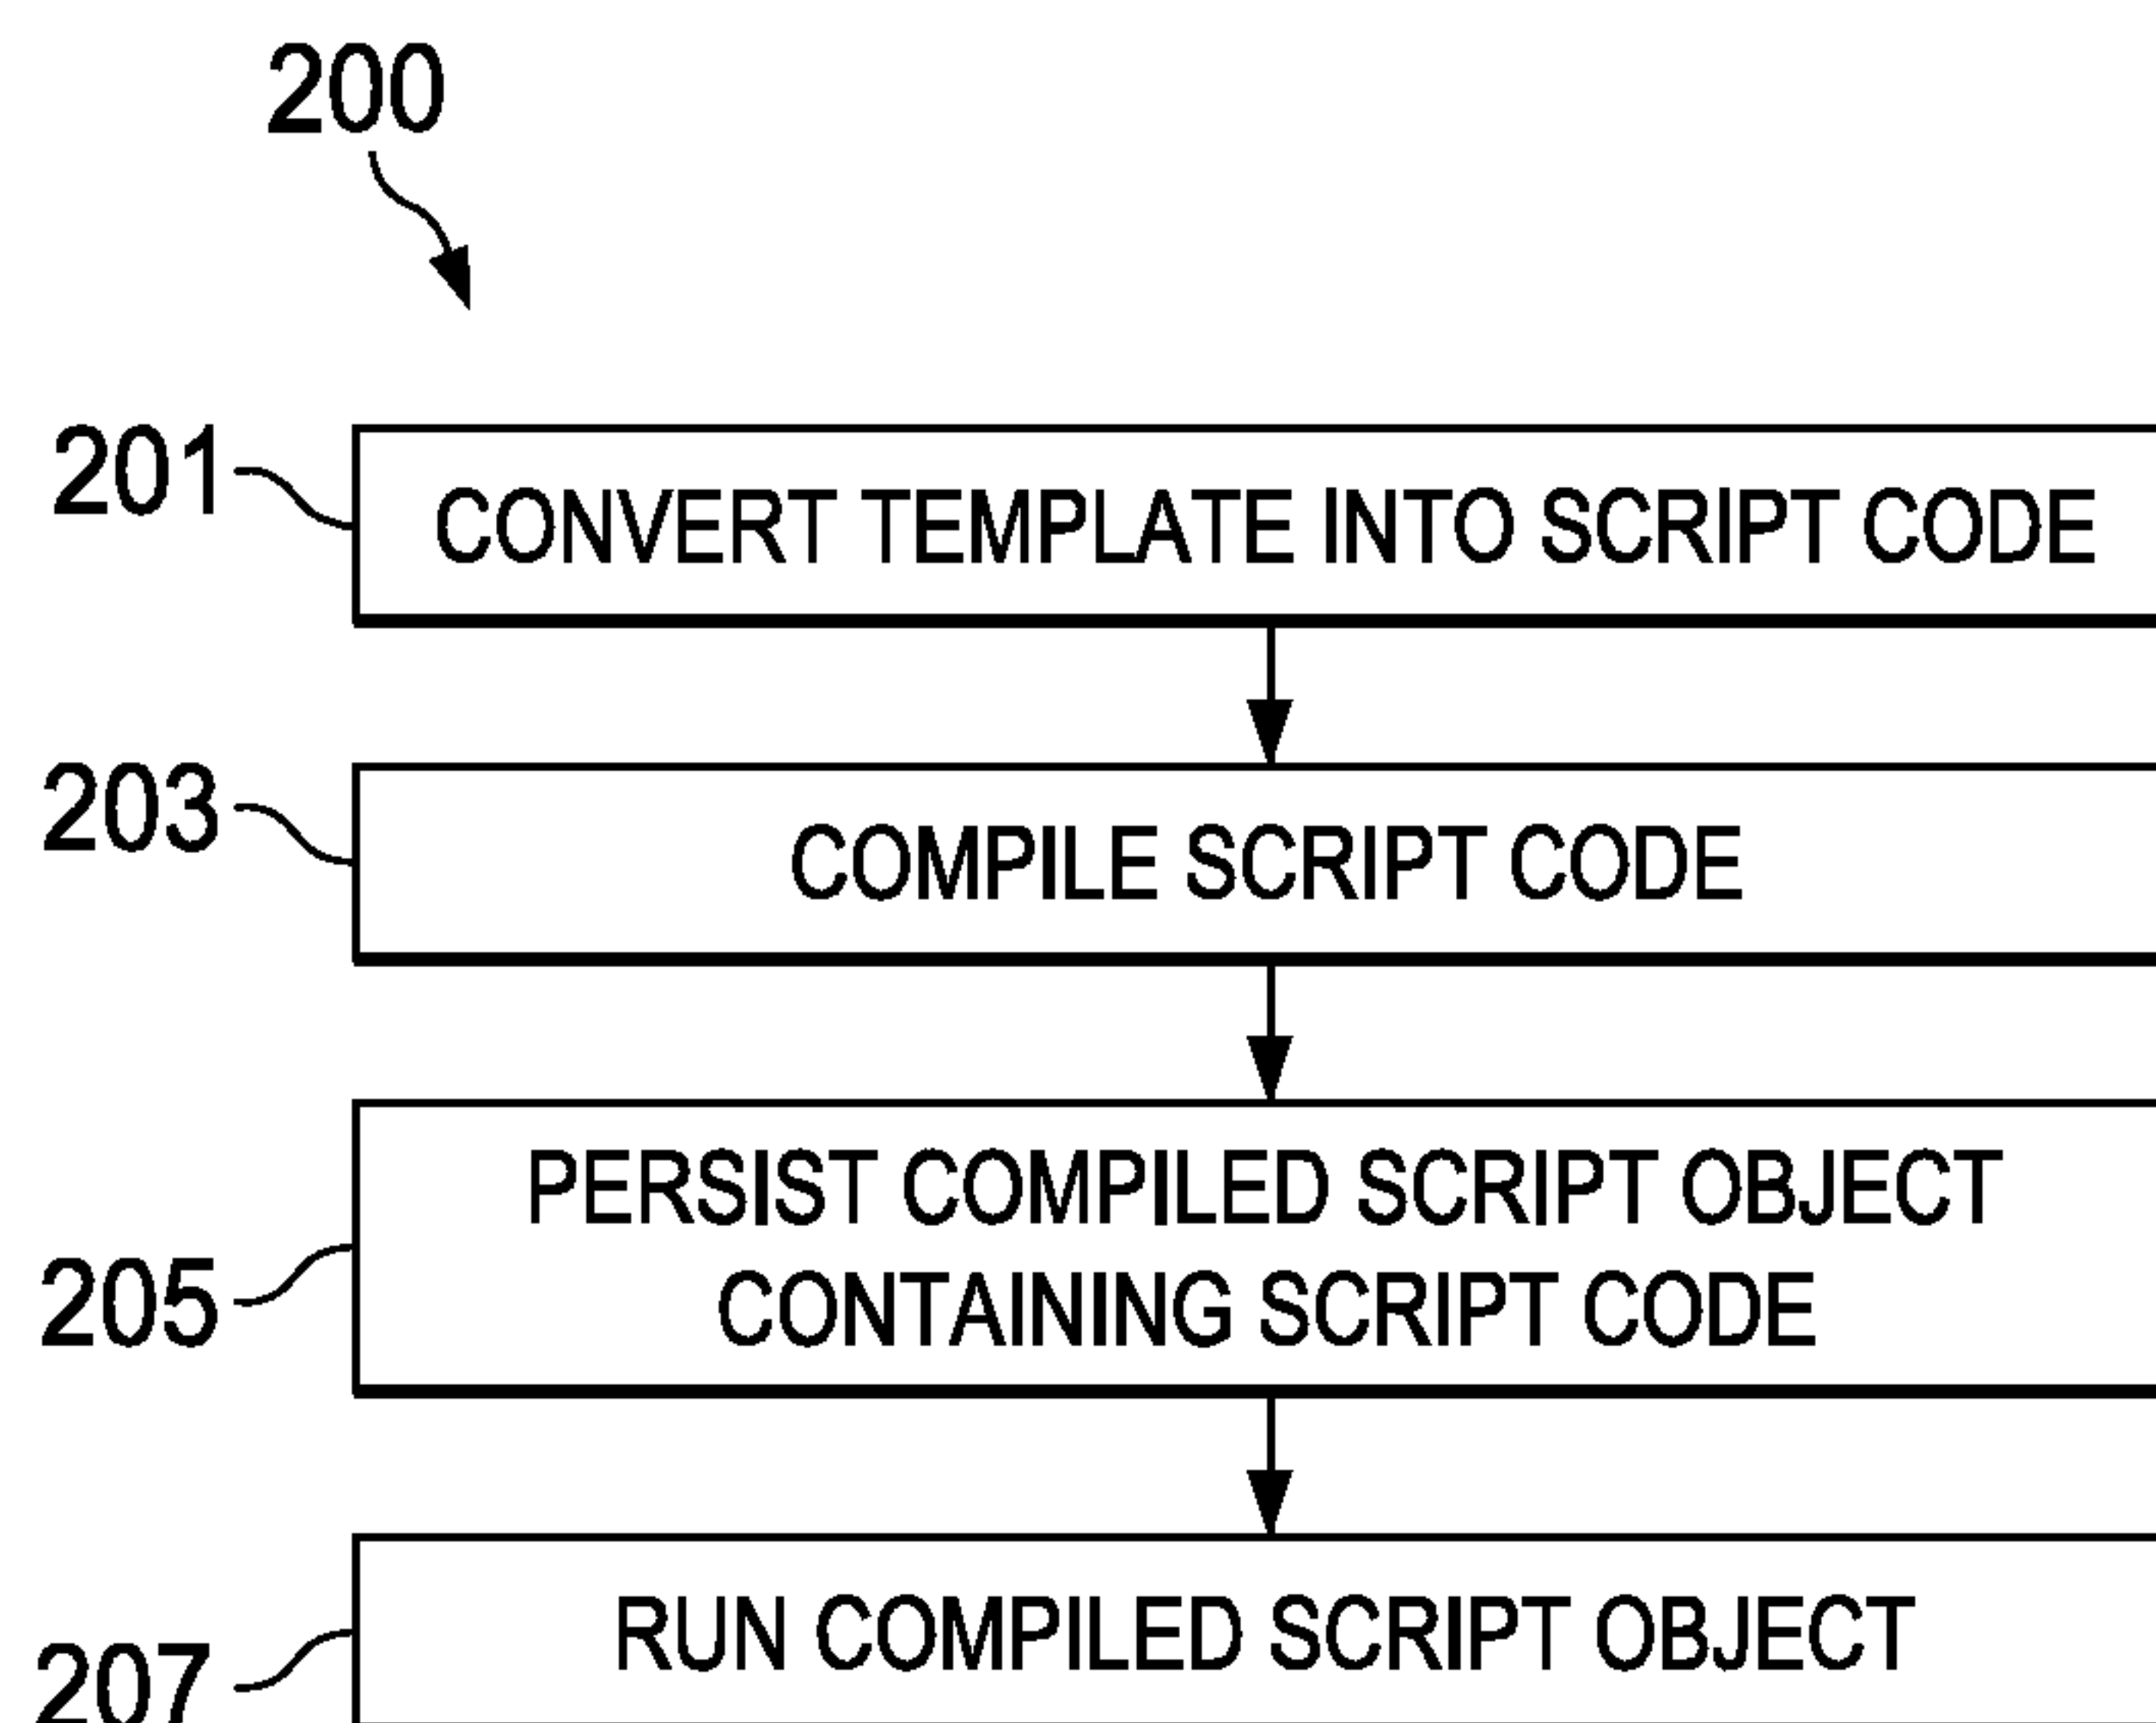 200
201
CONVERT TEMPLATE INTO SCRIPT CODE
203
COMPILE SCRIPT CODE
PERSIST COMPILED SCRIPT OBJECT
CONTAINING SCRIPT CODE
205
RUN COMPILED SCRIPT OBJECT
207